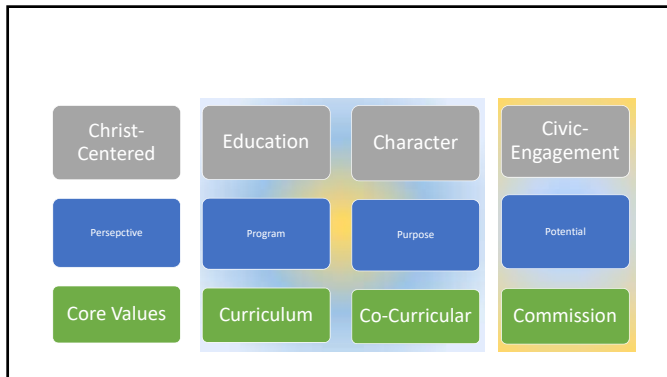 Christ-
Centered
Education
Character
Civic-
Engagement
Persepctive
Program
Purpose
Potential
Core Values
Curriculum
Co-Curricular
Commission